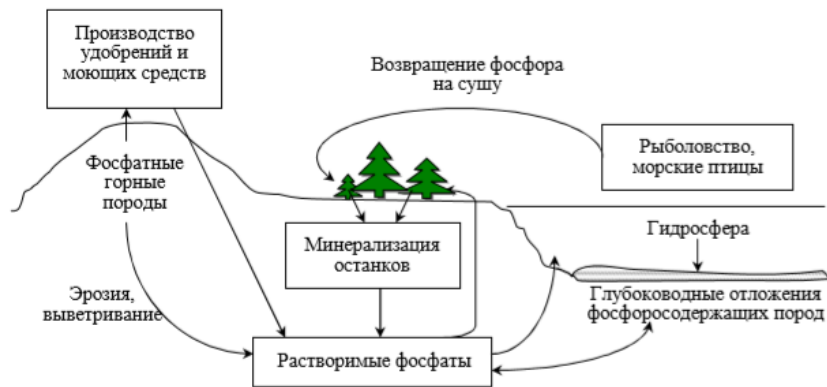 Производство
удобрений и
моющих средств
Возвращение фосфора
на сушу
Рыболовство,
морские птицы
Фосфатные
горные
породы
Гидросфера
Минерализация
останков
Эрозия,
выветривание
Глубоководные отложения
фосфоросодержащих пород
Растворимые фосфаты